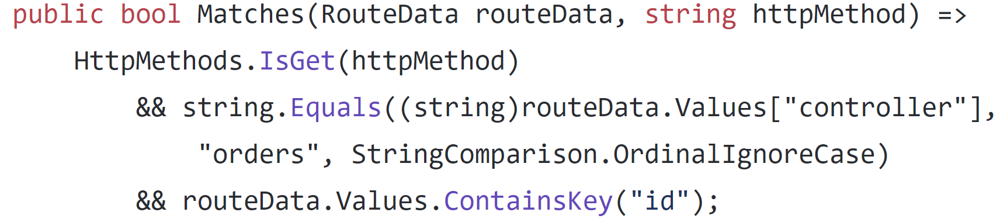 public bool Matches(RouteData routeData, string httpMethod) =>
HttpMethods.IsGet(httpMethod)
&& string.Equals((string)routeData.Values["controller"],
"orders", StringComparison.OrdinalIgnoreCase)
&& routeData.Values.ContainsKey("id");